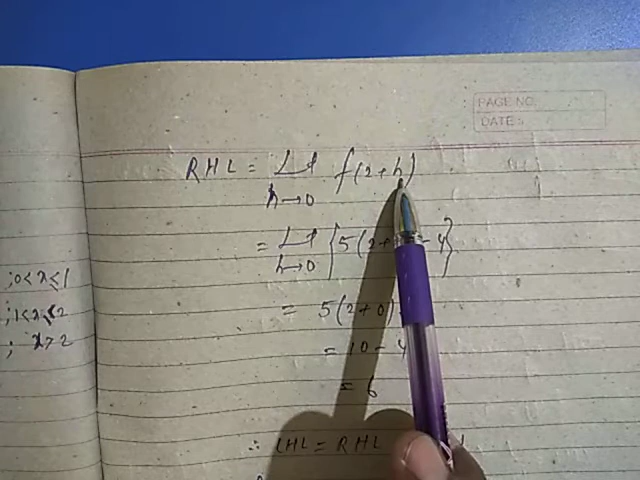 PAGE NO.
DATE:
RHL = Lt f(2+h)
h→0
= Lt {5(2+ - 4}
h→0
;0<x≤1
= 5(2+0)
;1<x≤2
= 10-4
; x>2
= 6
∴ LHL = RHL